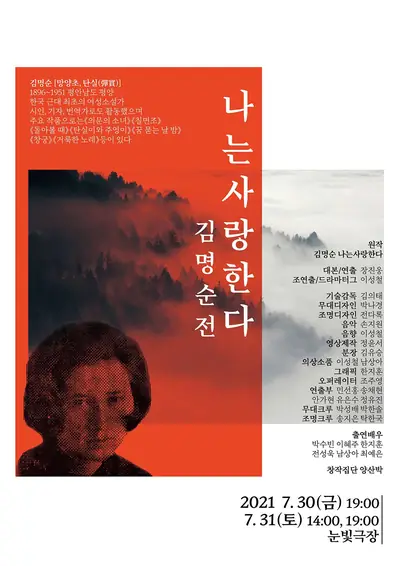 김명순 [망양초, 탄실(彈實)]
1896~1951 평안남도 평양
한국 근대 최초의 여성소설가
시인, 기자, 번역가로도 활동했으며
주요 작품으로는《의문의 소녀》《칠면조》
《돌아볼 때》《탄실이와 주영이》《꿈 묻는 날 밤》
《창궁》《거룩한 노래》등이 있다
나는 사랑한다
김명순 전
원작
김명순 나는사랑한다
대본/연출 장진웅
조연출/드라마터그 이성철
기술감독 김의태
무대디자인 박나경
조명디자인 전다록
음악 손지원
음향 이성철
영상제작 정윤서
분장 김유승
의상소품 이성철 남상아
그래픽 한지훈
오퍼레이터 조주영
연출부 민선홍 송채현
안가현 유은수 정유진
무대크루 박성배 박한솔
조명크루 송지은 탁한국
출연배우
박수빈 이혜주 한지훈
전성욱 남상아 최예은
창작집단 양산박
2021 7.30(금) 19:00
7.31(토) 14:00, 19:00
눈빛극장